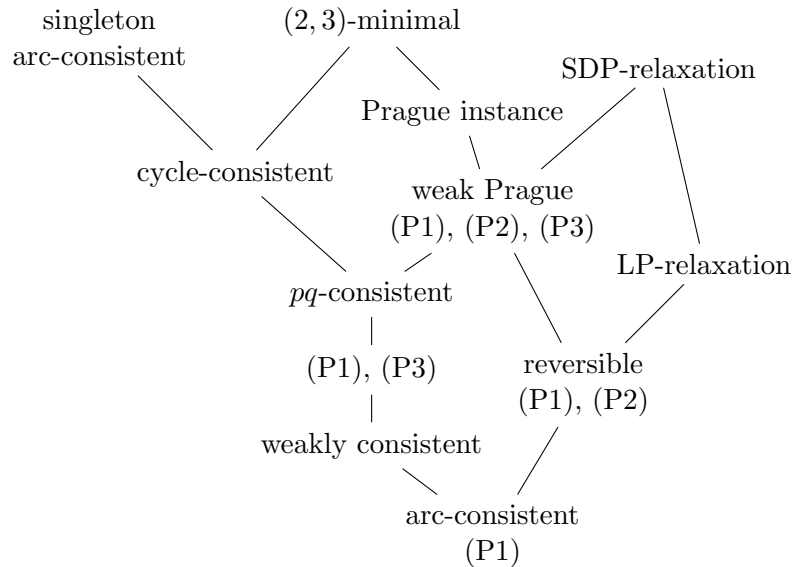 singleton
arc-consistent
(2, 3)-minimal
SDP-relaxation
Prague instance
cycle-consistent
weak Prague
(P1), (P2), (P3)
LP-relaxation
pq-consistent
(P1), (P3)
reversible
(P1), (P2)
weakly consistent
arc-consistent
(P1)